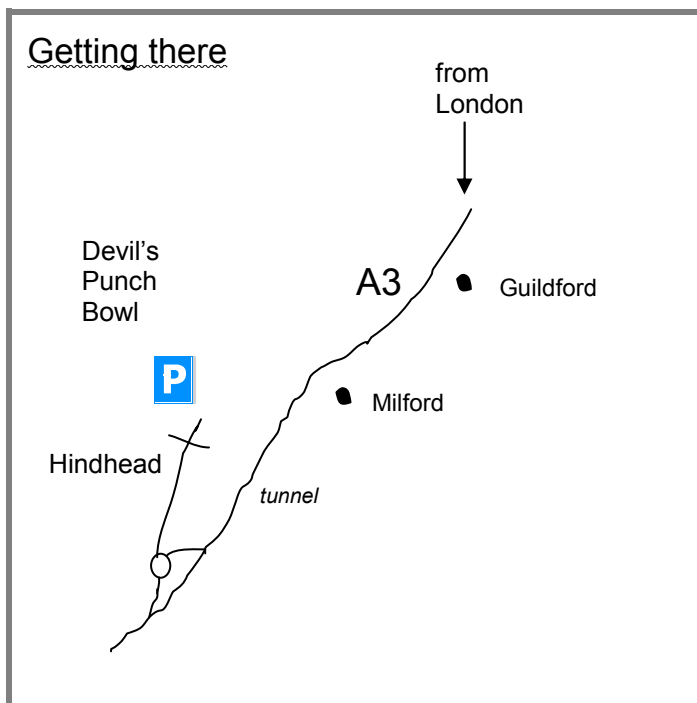 Getting there
from
London
Devil's
Punch
Bowl
A3
Guildford
P
Milford
Hindhead
tunnel